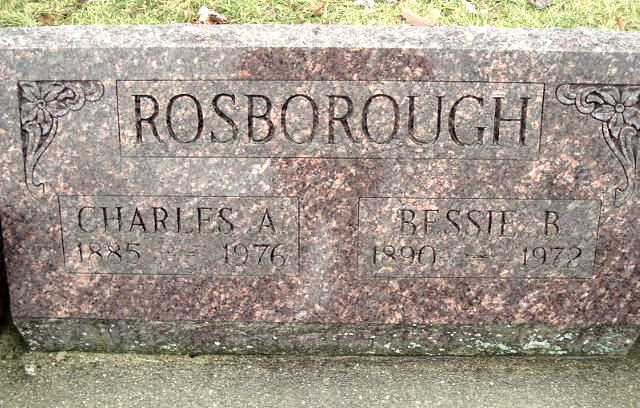 ROSBOROUGH
CHARLES A.
1885 — 1976
BESSIE B.
1890 — 1972